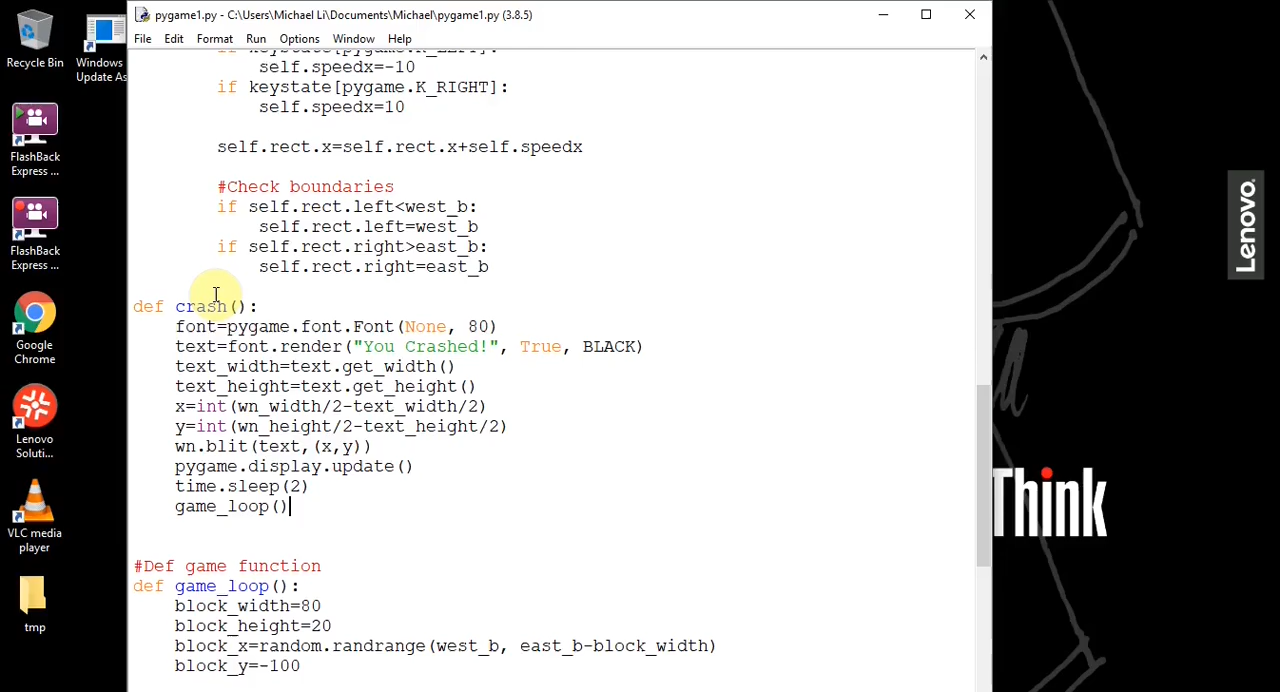 pygame1.py - C:\Users\Michael Li\Documents\Michael\pygame1.py (3.8.5)
File Edit Format Run Options Window Help
if keystate[pygame.K_LEFT]:
self.speedx=-10
if keystate[pygame.K_RIGHT]:
self.speedx=10
self.rect.x=self.rect.x+self.speedx
#Check boundaries
if self.rect.left<west_b:
self.rect.left=west_b
if self.rect.right>east_b:
self.rect.right=east_b
def crash():
font=pygame.font.Font(None, 80)
text=font.render("You Crashed!", True, BLACK)
text_width=text.get_width()
text_height=text.get_height()
x=int(wn_width/2-text_width/2)
y=int(wn_height/2-text_height/2)
wn.blit(text,(x,y))
pygame.display.update()
time.sleep(2)
game_loop()
#Def game function
def game_loop():
block_width=80
block_height=20
block_x=random.randrange(west_b, east_b-block_width)
block_y=-100
Recycle Bin
Windows
Update As
FlashBack
Express ...
FlashBack
Express ...
Google
Chrome
Lenovo
Soluti...
VLC media
player
tmp
Lenovo
Think